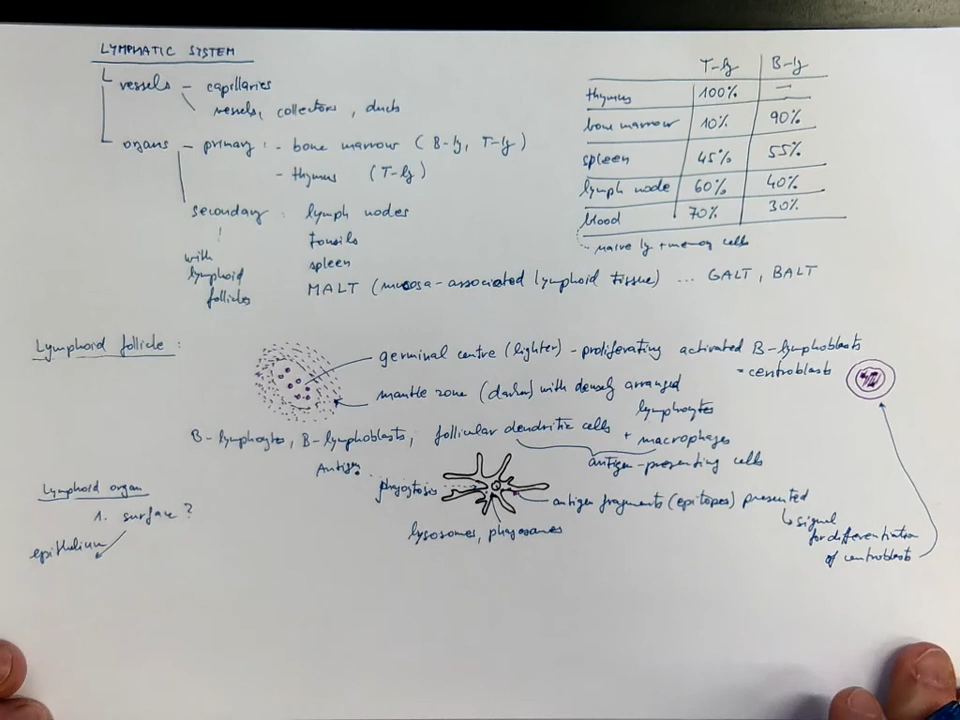 LYMPHATIC SYSTEM
vessels - capillaries
vessels, collectors, ducts
organs - primary: - bone marrow (B-ly, T-ly)
- thymus (T-ly)
secondary: lymph nodes
tonsils
spleen
MALT (mucosa-associated lymphoid tissue) ... GALT, BALT
with
lymphoid
follicles
T-ly B-ly
thymus 100% —
bone marrow 10% 90%
spleen 45% 55%
lymph node 60% 40%
blood 70% 30%
naive ly + memory cells
Lymphoid follicle:
germinal centre (lighter) - proliferating activated B-lymphoblasts
= centroblasts
mantle zone (darker) with densely arranged
lymphocytes
B-lymphocytes, B-lymphoblasts, follicular dendritic cells + macrophages
antigen-presenting cells
Antigen
phagytosis
antigen fragments (epitopes) presented
signal
for differentiation
of centroblasts
lysosomes, phagosomes
Lymphoid organ
1. surface?
epithelium